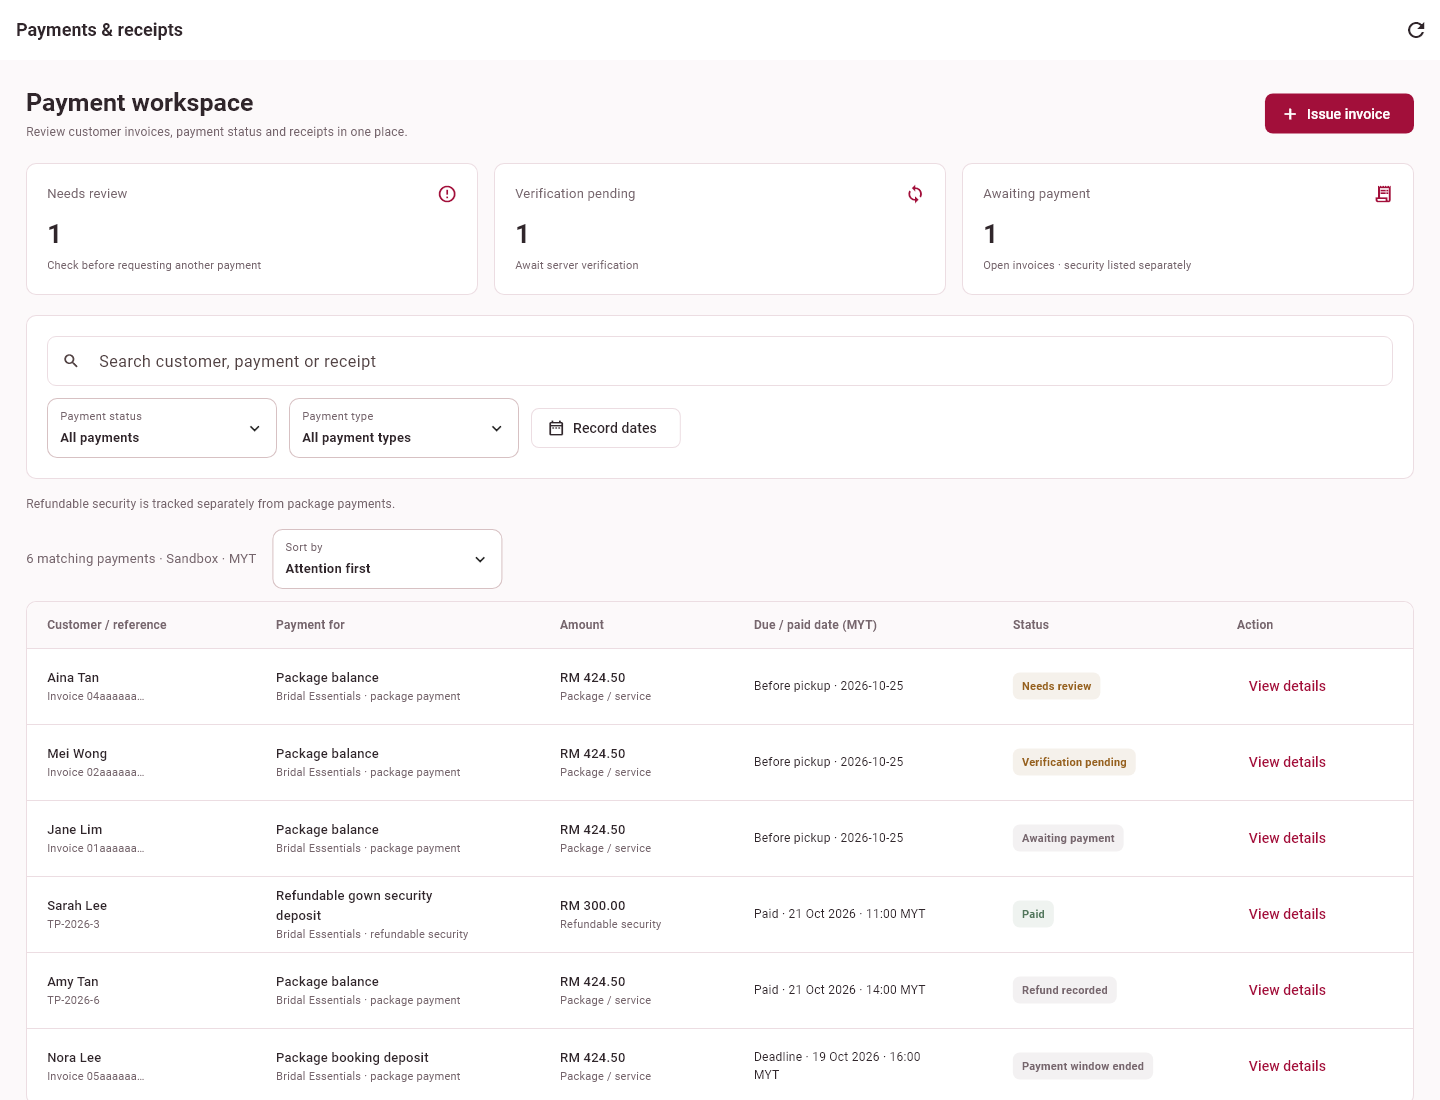 Payments & receipts
Payment workspace
Review customer invoices, payment status and receipts in one place.
Issue invoice
Needs review
1
Check before requesting another payment
Verification pending
1
Await server verification
Awaiting payment
1
Open invoices · security listed separately
Search customer, payment or receipt
Payment status
All payments
Payment type
All payment types
Record dates
Refundable security is tracked separately from package payments.
6 matching payments · Sandbox · MYT
Sort by
Attention first
Customer / reference Payment for Amount Due / paid date (MYT) Status Action
Aina Tan
Invoice 04aaaaaa…
Package balance
Bridal Essentials · package payment
RM 424.50
Package / service
Before pickup · 2026-10-25
Needs review
View details
Mei Wong
Invoice 02aaaaaa…
Package balance
Bridal Essentials · package payment
RM 424.50
Package / service
Before pickup · 2026-10-25
Verification pending
View details
Jane Lim
Invoice 01aaaaaa…
Package balance
Bridal Essentials · package payment
RM 424.50
Package / service
Before pickup · 2026-10-25
Awaiting payment
View details
Sarah Lee
TP-2026-3
Refundable gown security
deposit
Bridal Essentials · refundable security
RM 300.00
Refundable security
Paid · 21 Oct 2026 · 11:00 MYT
Paid
View details
Amy Tan
TP-2026-6
Package balance
Bridal Essentials · package payment
RM 424.50
Package / service
Paid · 21 Oct 2026 · 14:00 MYT
Refund recorded
View details
Nora Lee
Invoice 05aaaaaa…
Package booking deposit
Bridal Essentials · package payment
RM 424.50
Package / service
Deadline · 19 Oct 2026 · 16:00
MYT
Payment window ended
View details